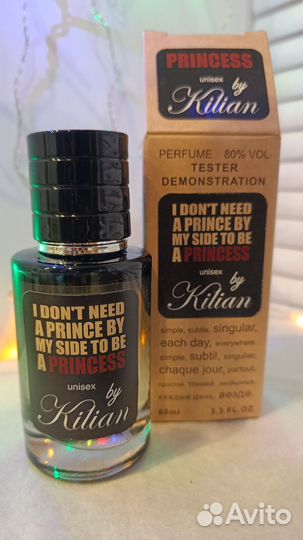 PRINCESS
unisex
by
Kilian
PERFUME 80% VOL
TESTER
DEMONSTRATION
I DON'T NEED
A PRINCE BY
MY SIDE TO BE
A PRINCESS
unisex
by
Kilian
simple, subtle, singular,
each day, everywhere.
simple, subtil, singulier,
chaque jour, partout.
простой, тонкий, необычный,
каждый день, везде.
60ml 3.3 FL.OZ
I DON'T NEED
A PRINCE BY
MY SIDE TO BE
A PRINCESS
unisex
by
Kilian
Avito